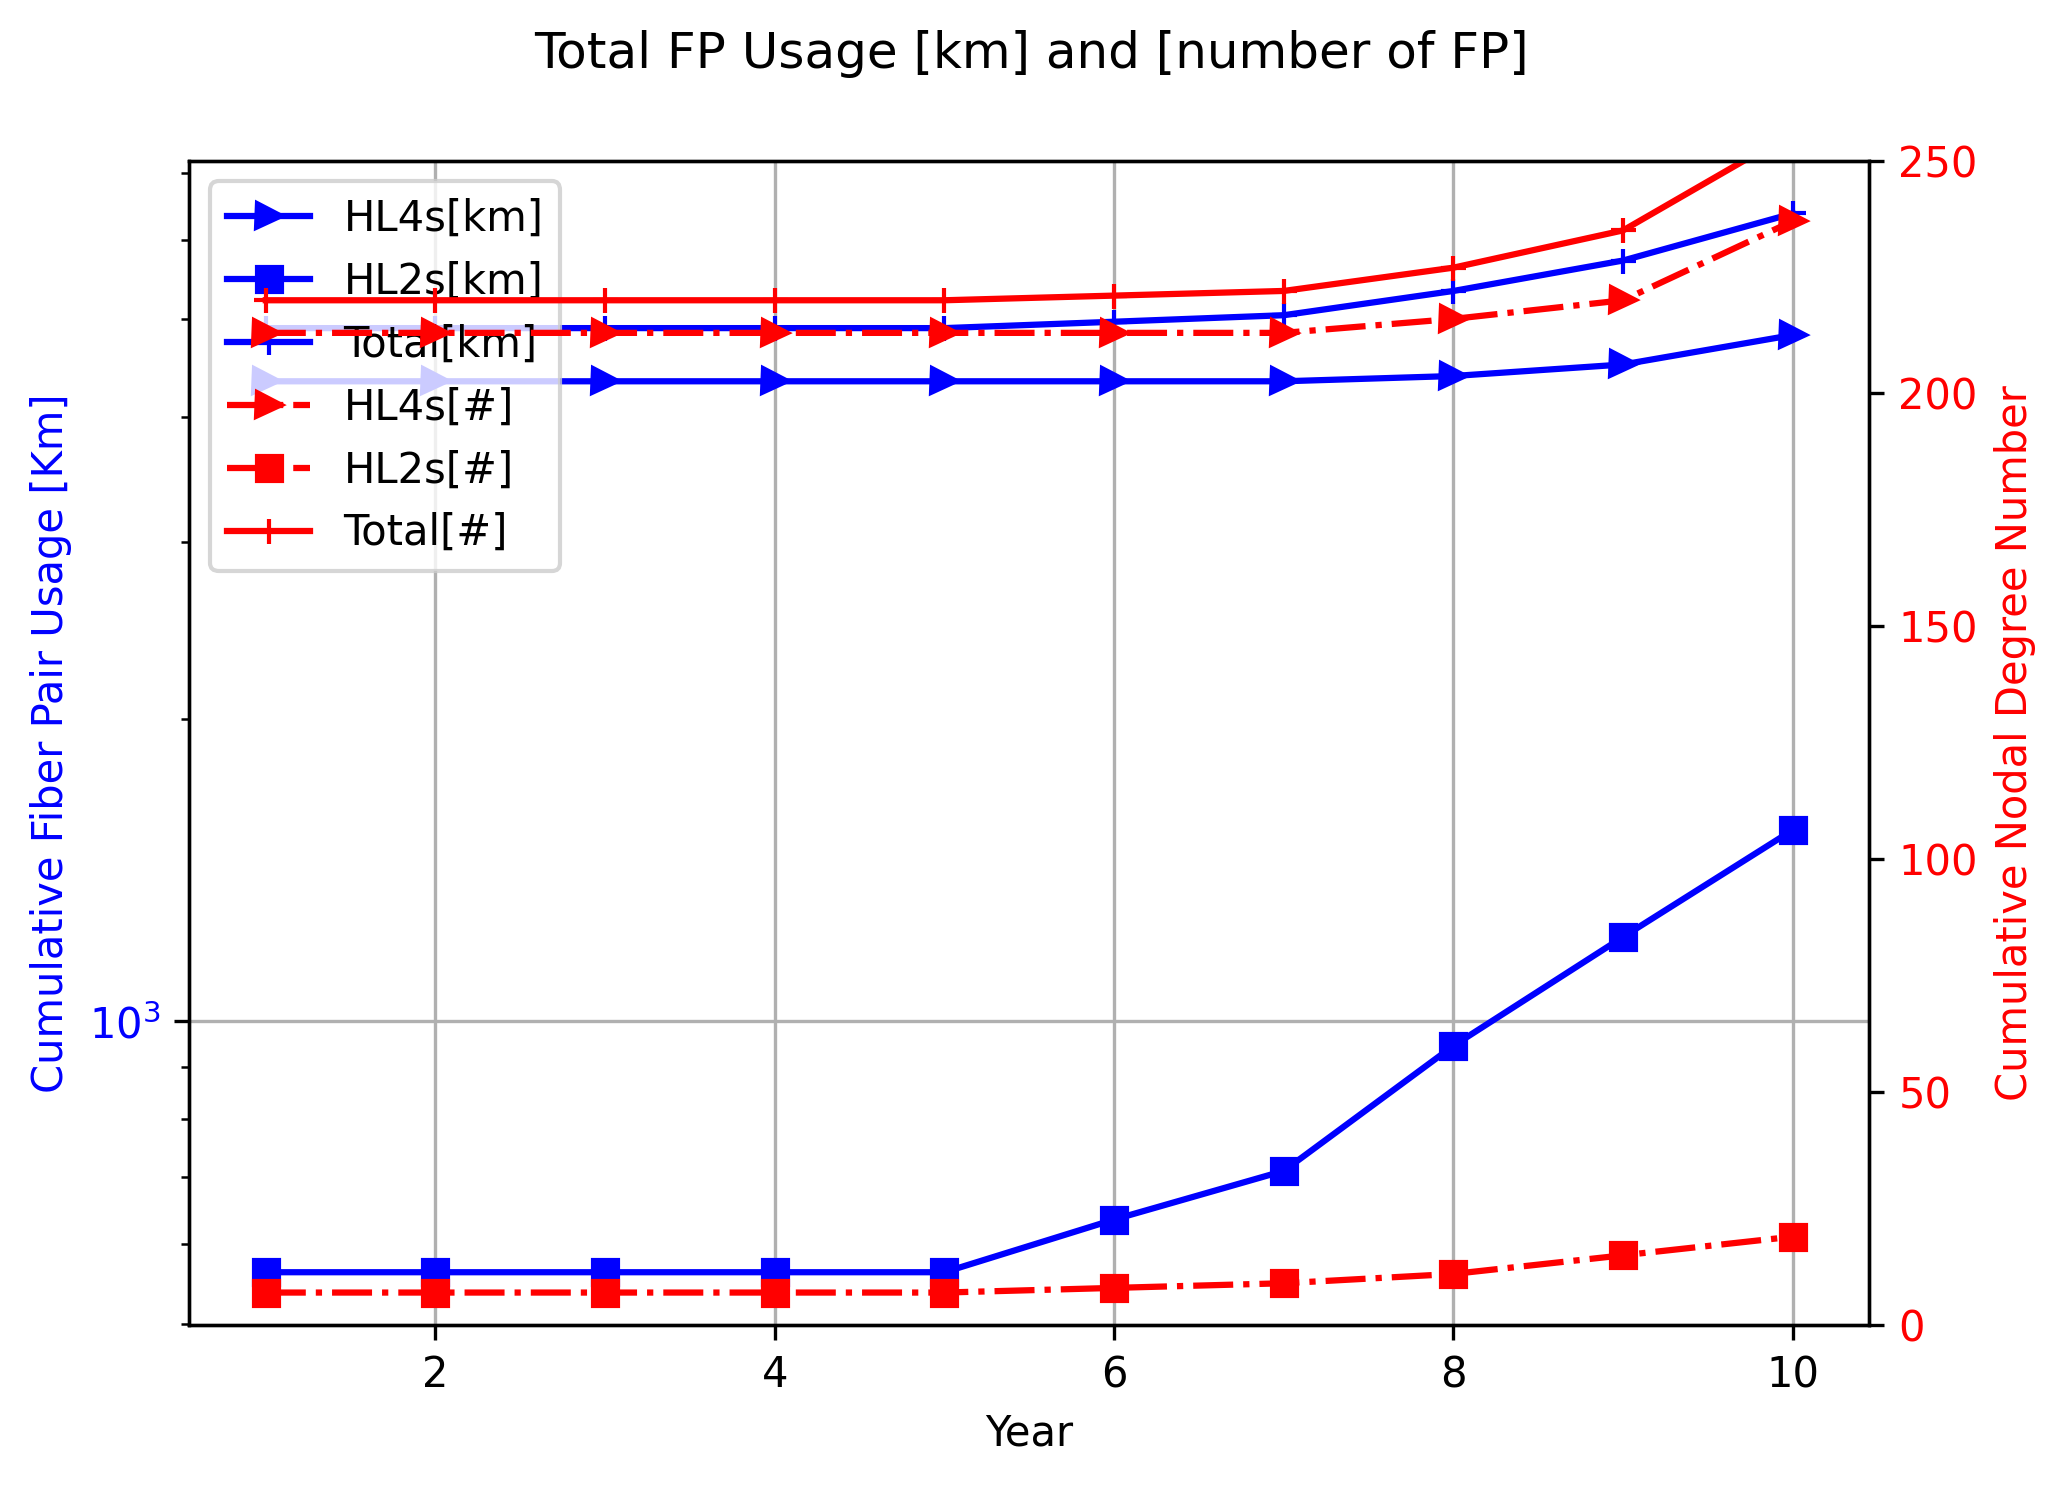 Total FP Usage [km] and [number of FP]
HL4s[km]
HL2s[km]
Total[km]
HL4s[#]
HL2s[#]
Total[#]
Cumulative Fiber Pair Usage [Km]
10³
250
200
150
100
50
0
Cumulative Nodal Degree Number
2 4 6 8 10
Year